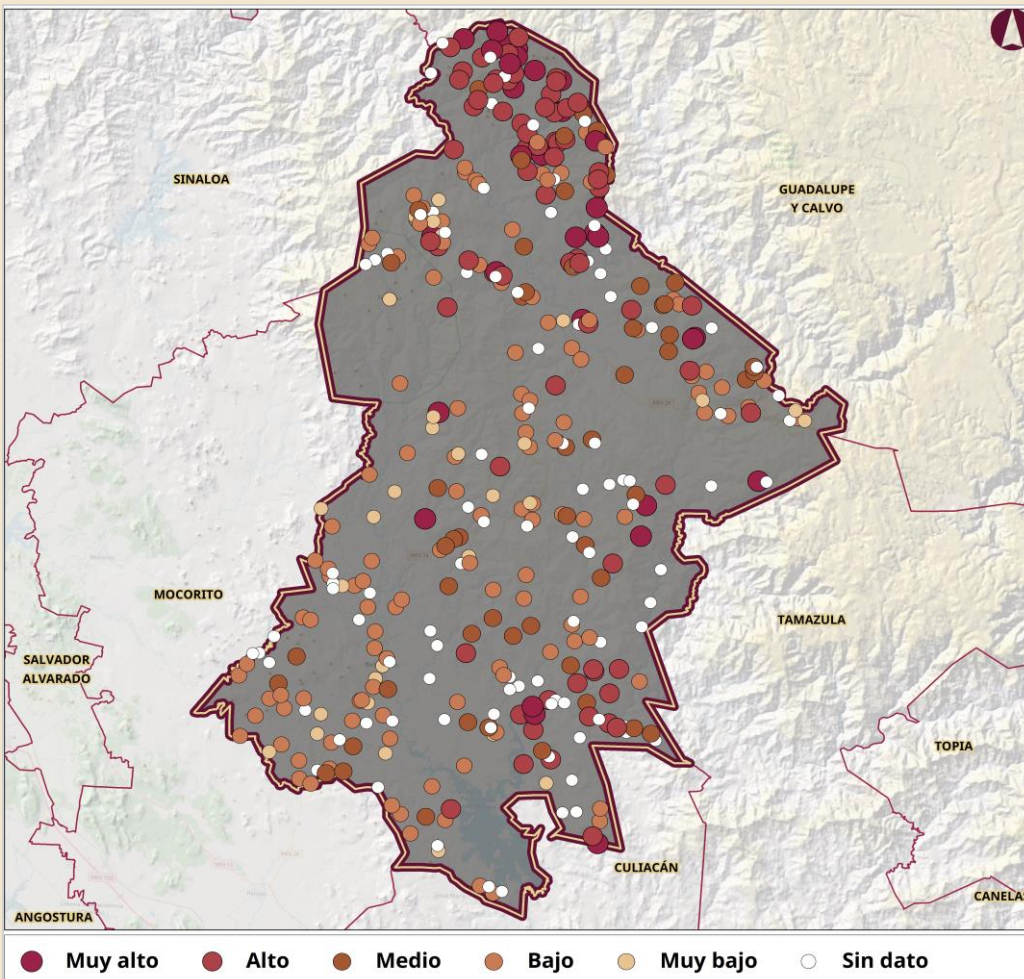 SINALOA
GUADALUPE
Y CALVO
MOCORITO
TAMAZULA
SALVADOR
ALVARADO
TOPIA
CULIACÁN
CANELAS
ANGOSTURA
Muy alto
Alto
Medio
Bajo
Muy bajo
Sin dato